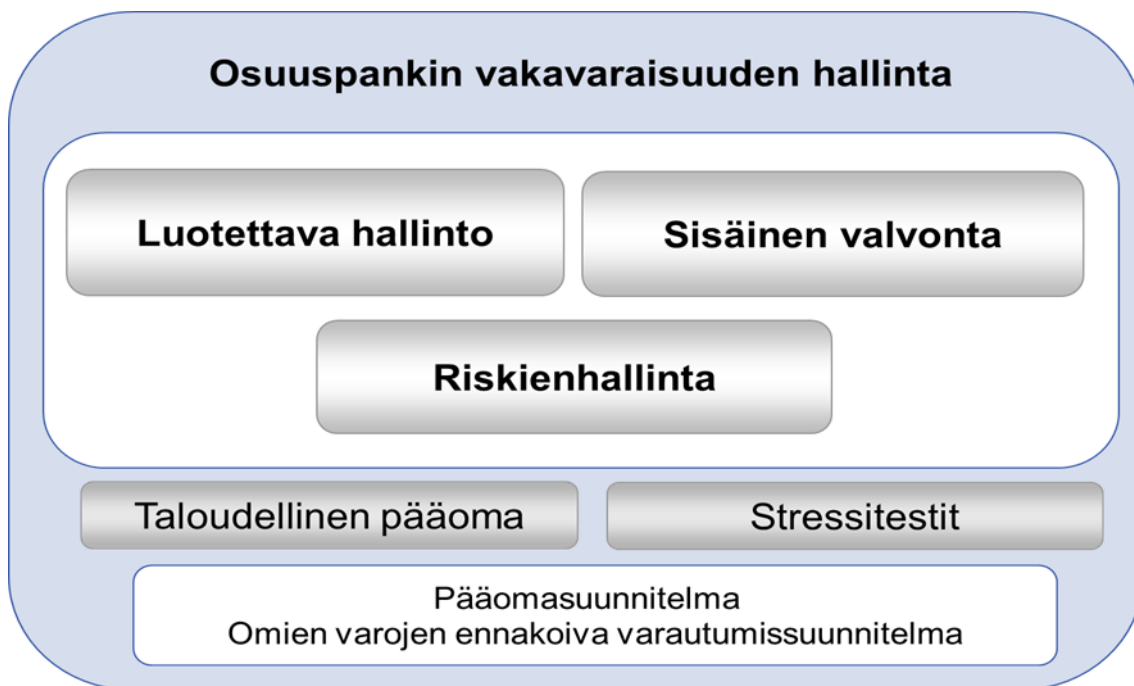 Osuuspankin vakavaraisuuden hallinta
Luotettava hallinto
Sisäinen valvonta
Riskienhallinta
Taloudellinen pääoma
Stressitestit
Pääomasuunnitelma
Omien varojen ennakoiva varautumissuunnitelma